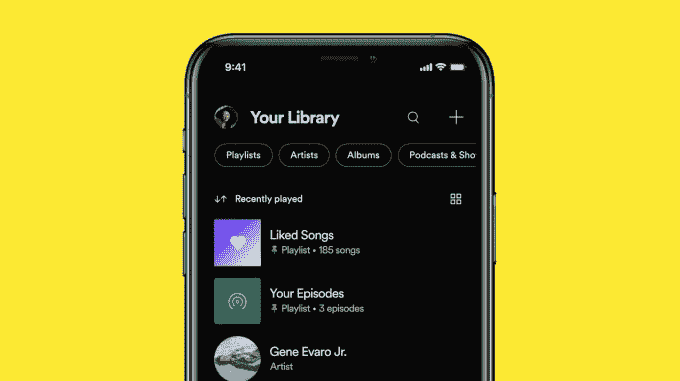 9:41
Your Library
Playlists Artists Albums Podcasts & Sho
Recently played
Liked Songs
Playlist • 185 songs
Your Episodes
Playlist • 3 episodes
Gene Evaro Jr.
Artist